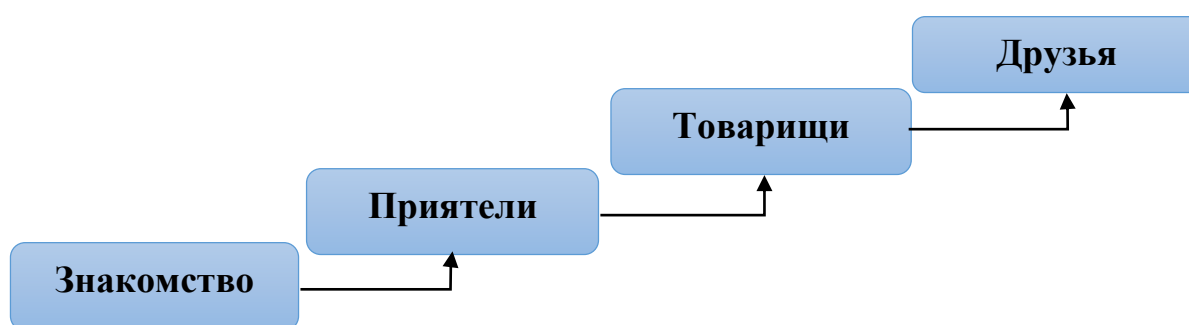 Друзья
Товарищи
Приятели
Знакомство